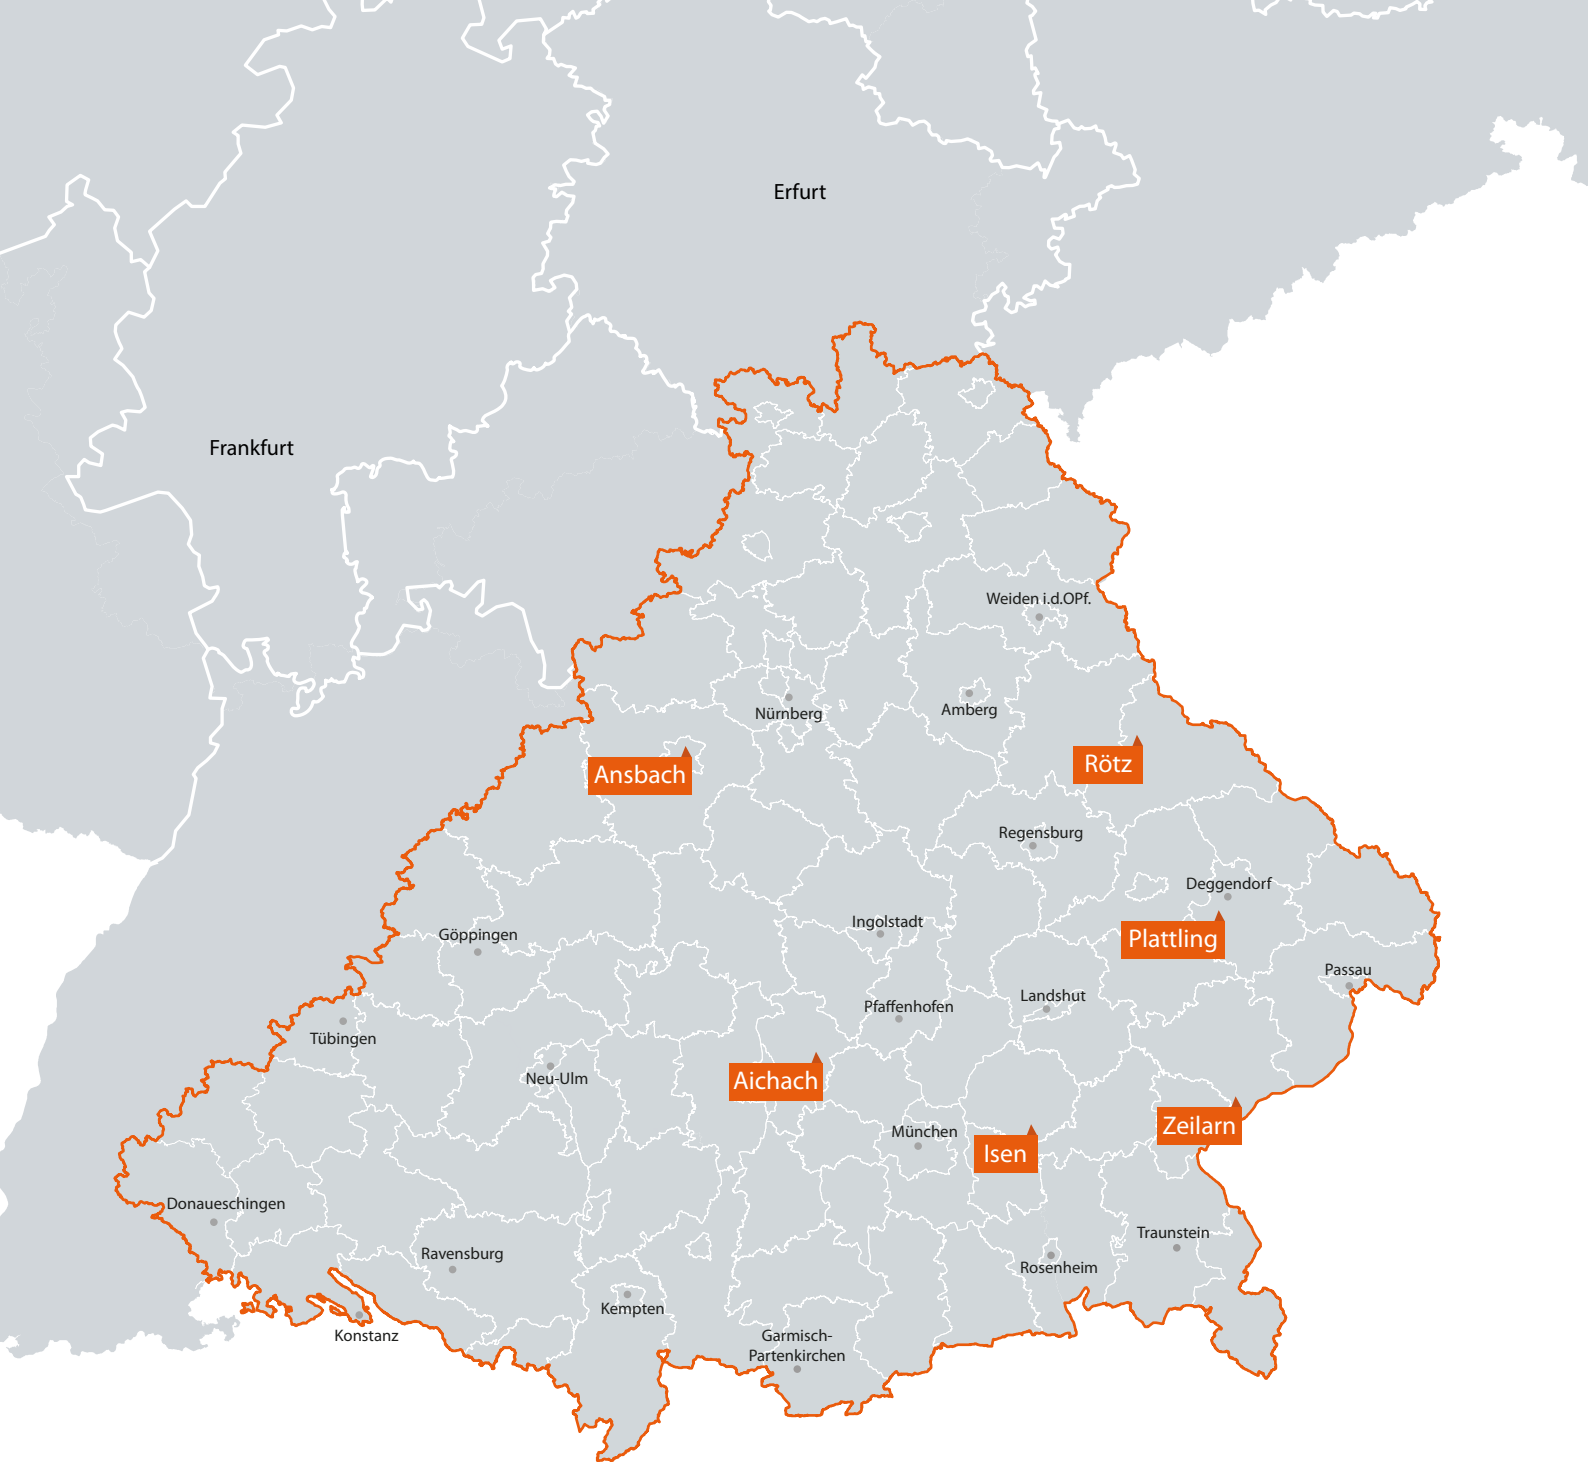 Erfurt
Frankfurt
Weiden i.d.OPf.
Nürnberg
Amberg
Ansbach
Rötz
Regensburg
Deggendorf
Ingolstadt
Göppingen
Plattling
Passau
Landshut
Pfaffenhofen
Tübingen
Neu-Ulm
Aichach
Zeilarn
München
Isen
Donaueschingen
Traunstein
Ravensburg
Rosenheim
Kempten
Konstanz
Garmisch-
Partenkirchen